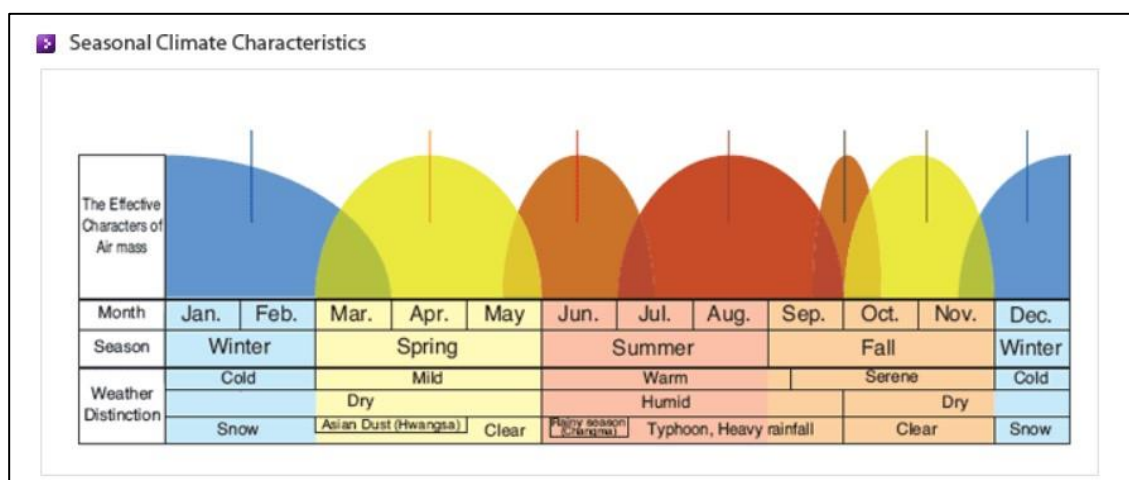 Seasonal Climate Characteristics
The Effective
Characters of
Air mass
Month Jan. Feb. Mar. Apr. May Jun. Jul. Aug. Sep. Oct. Nov. Dec.
Season Winter Spring Summer Fall Winter
Weather
Distinction
Cold Mild Warm Serene Cold
Dry Humid Dry
Snow Asian Dust (Hwangsa) Clear Rainy season
(Changma) Typhoon, Heavy rainfall Clear Snow